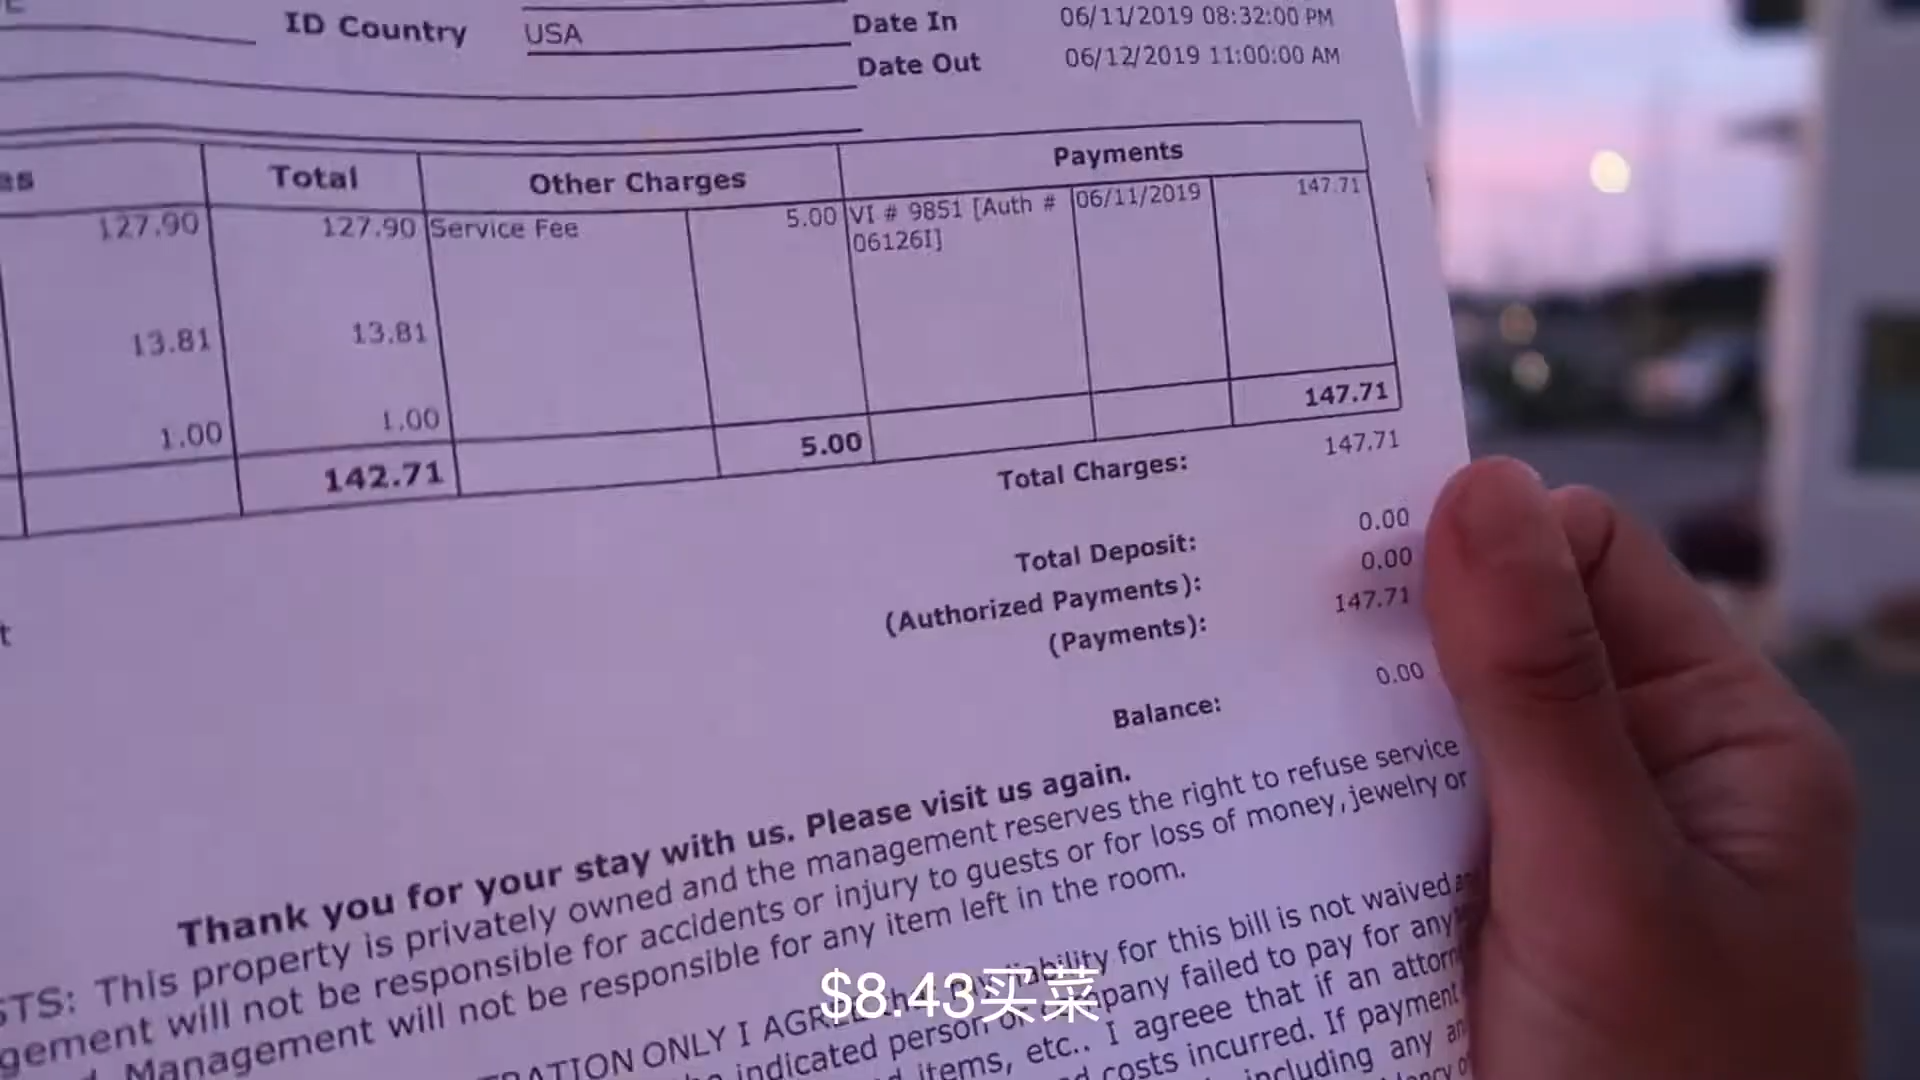 ID Country USA Date In 06/11/2019 08:32:00 PM
Date Out 06/12/2019 11:00:00 AM
Total Other Charges Payments
127.90 127.90 Service Fee 5.00 VI # 9851 [Auth # 06/11/2019 147.71
06126I]
13.81 13.81
1.00 1.00
142.71 5.00 147.71
Total Charges: 147.71
Total Deposit: 0.00
(Authorized Payments): 0.00
(Payments): 147.71
Balance: 0.00
Thank you for your stay with us. Please visit us again.
This property is privately owned and the management reserves the right to refuse service
will not be responsible for accidents or injury to guests or for loss of money, jewelry or
Management will not be responsible for any item left in the room.
ONLY I AGREE liability for this bill is not waived
indicated person or company failed to pay for any
items, etc.. I agreee that if an
costs incurred. If payment
including any
$8.43买菜